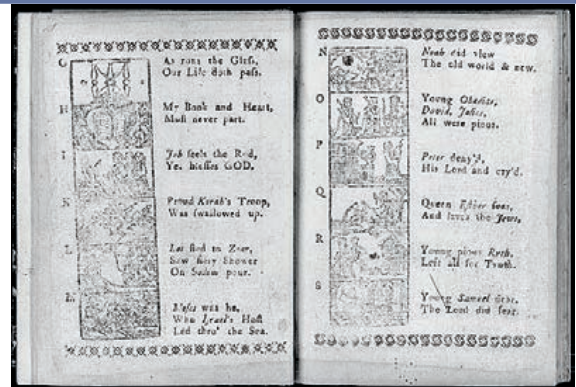 G
As runs the Glass,
Our Life doth pass.
H
My Book and Heart,
Must never part.
I
Job feels the Rod,
Yet blesses GOD.
K
Proud Korah's Troop,
Was swallowed up.
L
Lot fled to Zoar,
Saw fiery Shower
On Sodom pour.
M
Moses was he,
Who Israel's Host
Led thro' the Sea.
N
Noah did view
The old world & new.
O
Young Obadias,
David, Josias,
All were pious.
P
Peter deny'd,
His Lord and cry'd.
Q
Queen Esther sues,
And saves the Jews.
R
Young pious Ruth,
Left all for Truth.
S
Young Samuel dear,
The Lord did fear.